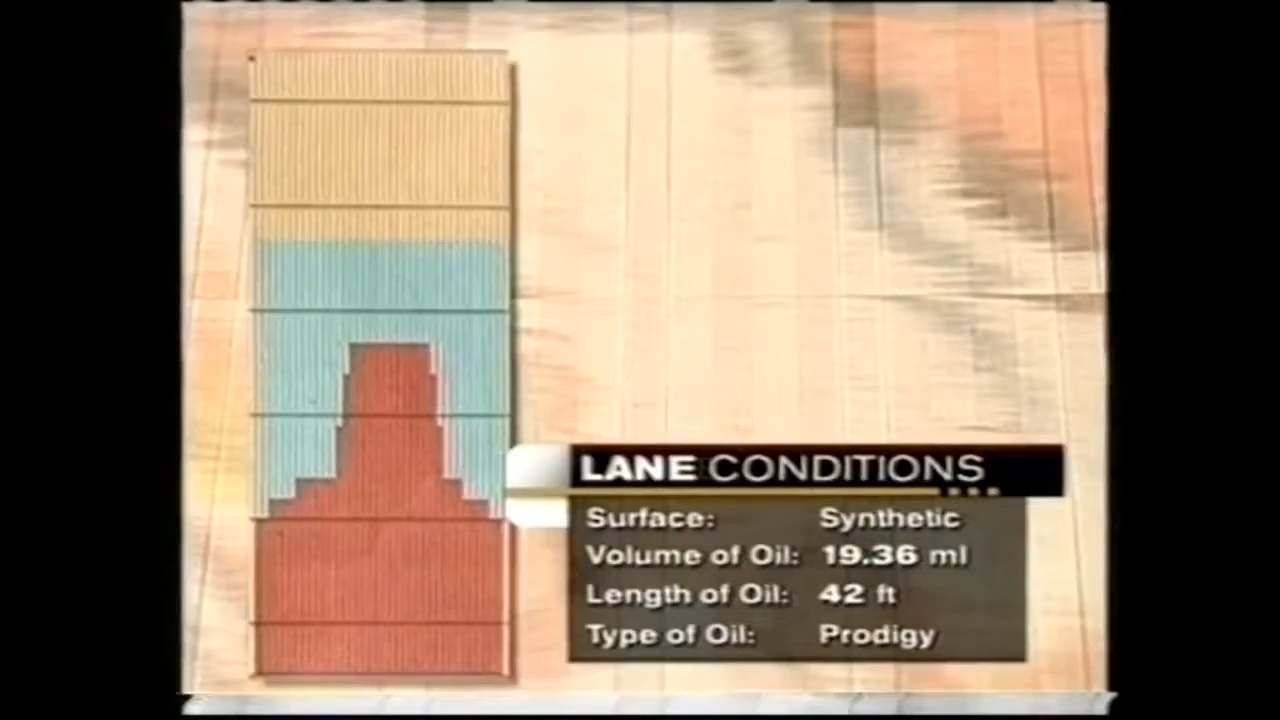 LANE CONDITIONS
Surface: Synthetic
Volume of Oil: 19.36 ml
Length of Oil: 42 ft
Type of Oil: Prodigy